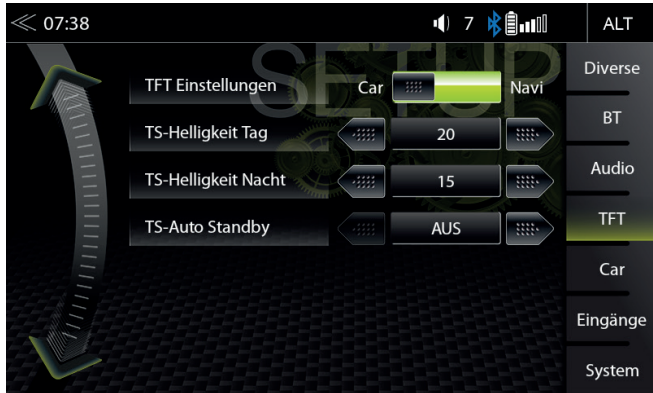 07:38 7 ALT
SETUP
TFT Einstellungen Car Navi
TS-Helligkeit Tag 20
TS-Helligkeit Nacht 15
TS-Auto Standby AUS
Diverse
BT
Audio
TFT
Car
Eingänge
System